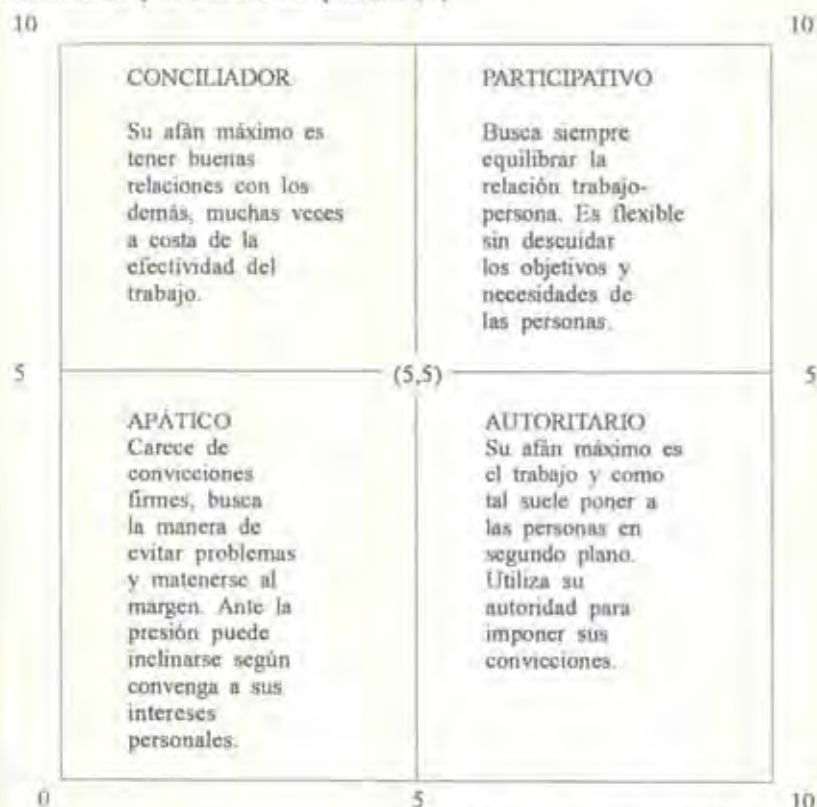 10
10
CONCILIADOR
Su afán máximo es
tener buenas
relaciones con los
demás, muchas veces
a costa de la
efectividad del
trabajo.
PARTICIPATIVO
Busca siempre
equilibrar la
relación trabajo-
persona. Es flexible
sin descuidar
los objetivos y
necesidades de
las personas.
5
(5,5)
5
APÁTICO
Carece de
convicciones
firmes, busca
la manera de
evitar problemas
y matenerse al
margen. Ante la
presión puede
inclinarse según
convenga a sus
intereses
personales.
AUTORITARIO
Su afán máximo es
el trabajo y como
tal suele poner a
las personas en
segundo plano.
Utiliza su
autoridad para
imponer sus
convicciones.
0
5
10